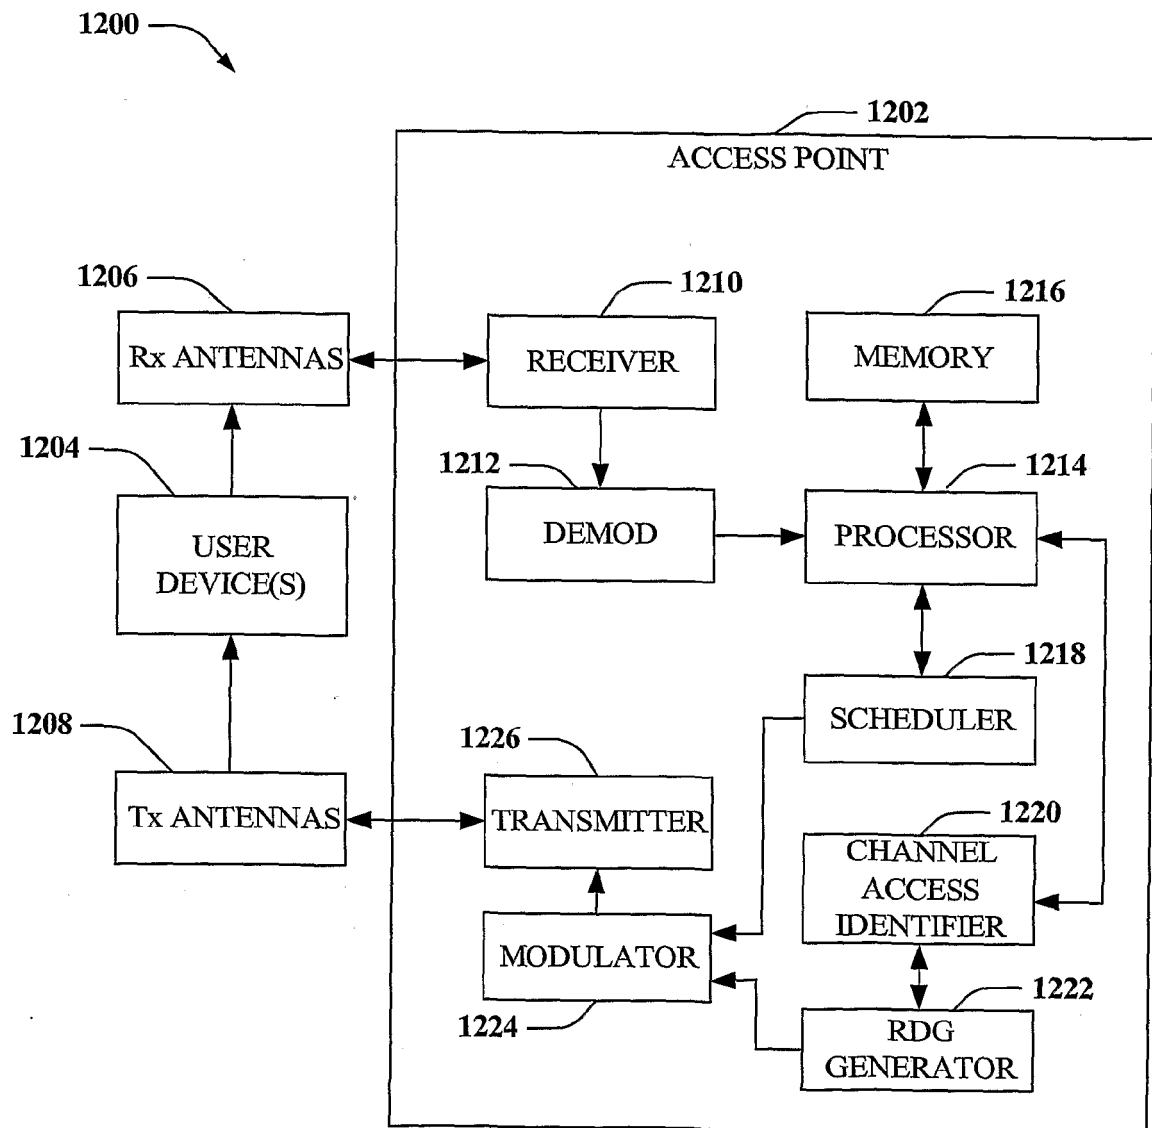 1200
1202
ACCESS POINT
1206
Rx ANTENNAS
1210
RECEIVER
1216
MEMORY
1204
USER
DEVICE(S)
1212
DEMOD
1214
PROCESSOR
1218
SCHEDULER
1208
Tx ANTENNAS
1226
TRANSMITTER
1220
CHANNEL
ACCESS
IDENTIFIER
MODULATOR
1224
1222
RDG
GENERATOR